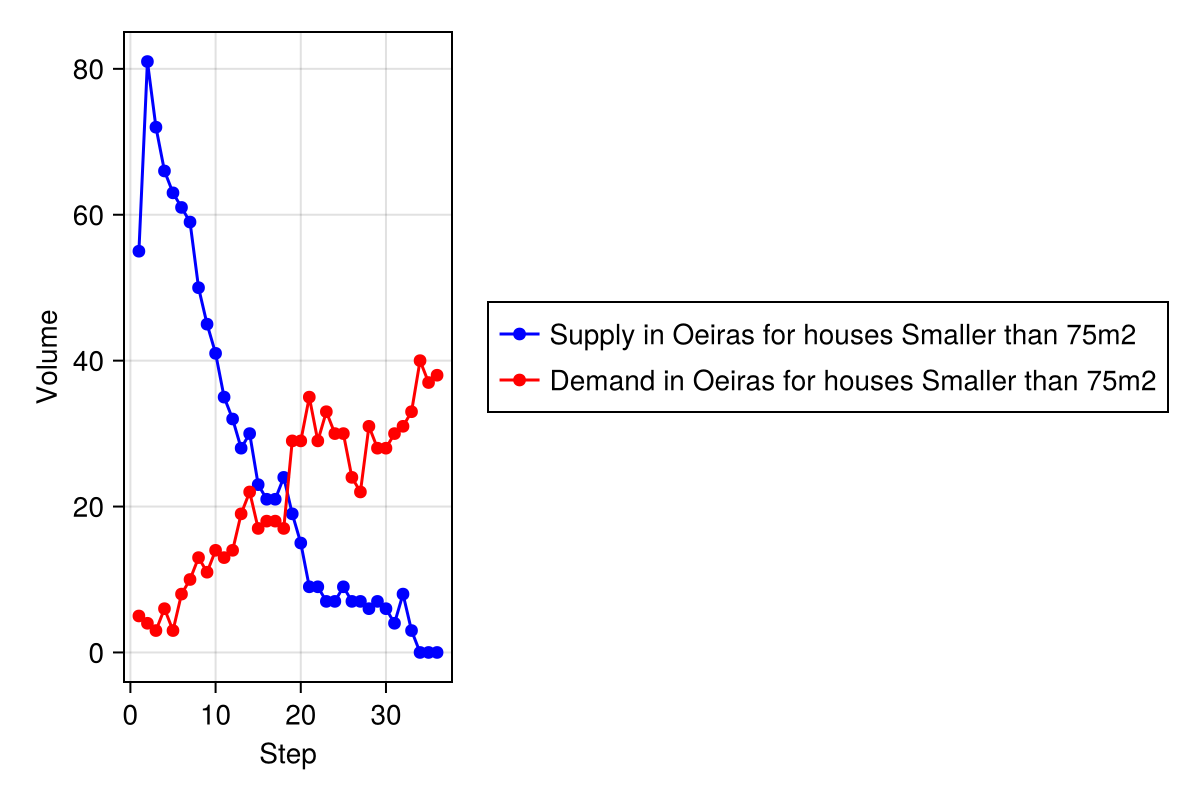 80
60
40
20
0
Volume
0 10 20 30
Step
Supply in Oeiras for houses Smaller than 75m2
Demand in Oeiras for houses Smaller than 75m2